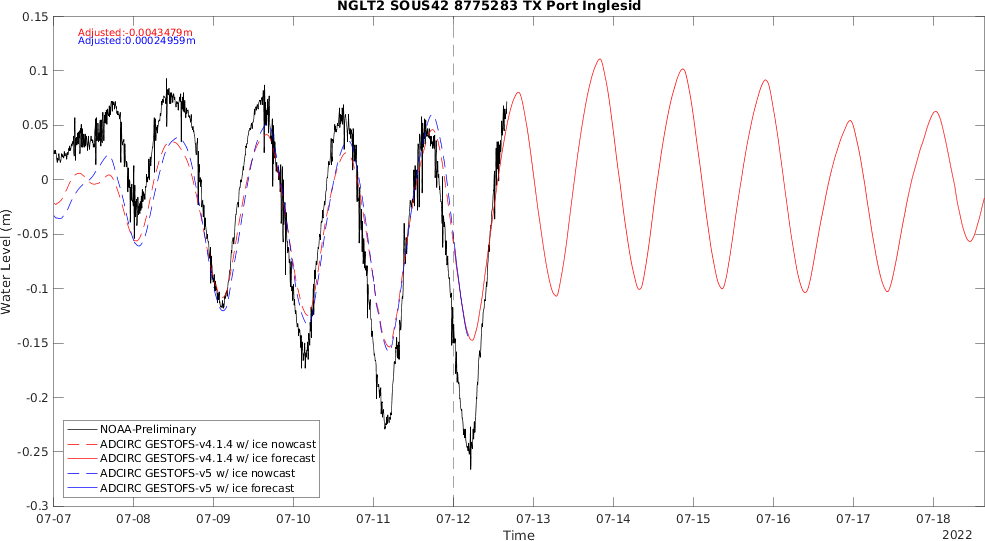 NGLT2 SOUS42 8775283 TX Port Inglesid
Adjusted:-0.0043479m
Adjusted:0.00024959m
0.15
0.1
0.05
0
-0.05
-0.1
-0.15
-0.2
-0.25
-0.3
Water Level (m)
NOAA-Preliminary
ADCIRC GESTOFS-v4.1.4 w/ ice nowcast
ADCIRC GESTOFS-v4.1.4 w/ ice forecast
ADCIRC GESTOFS-v5 w/ ice nowcast
ADCIRC GESTOFS-v5 w/ ice forecast
07-07 07-08 07-09 07-10 07-11 07-12 07-13 07-14 07-15 07-16 07-17 07-18
Time
2022